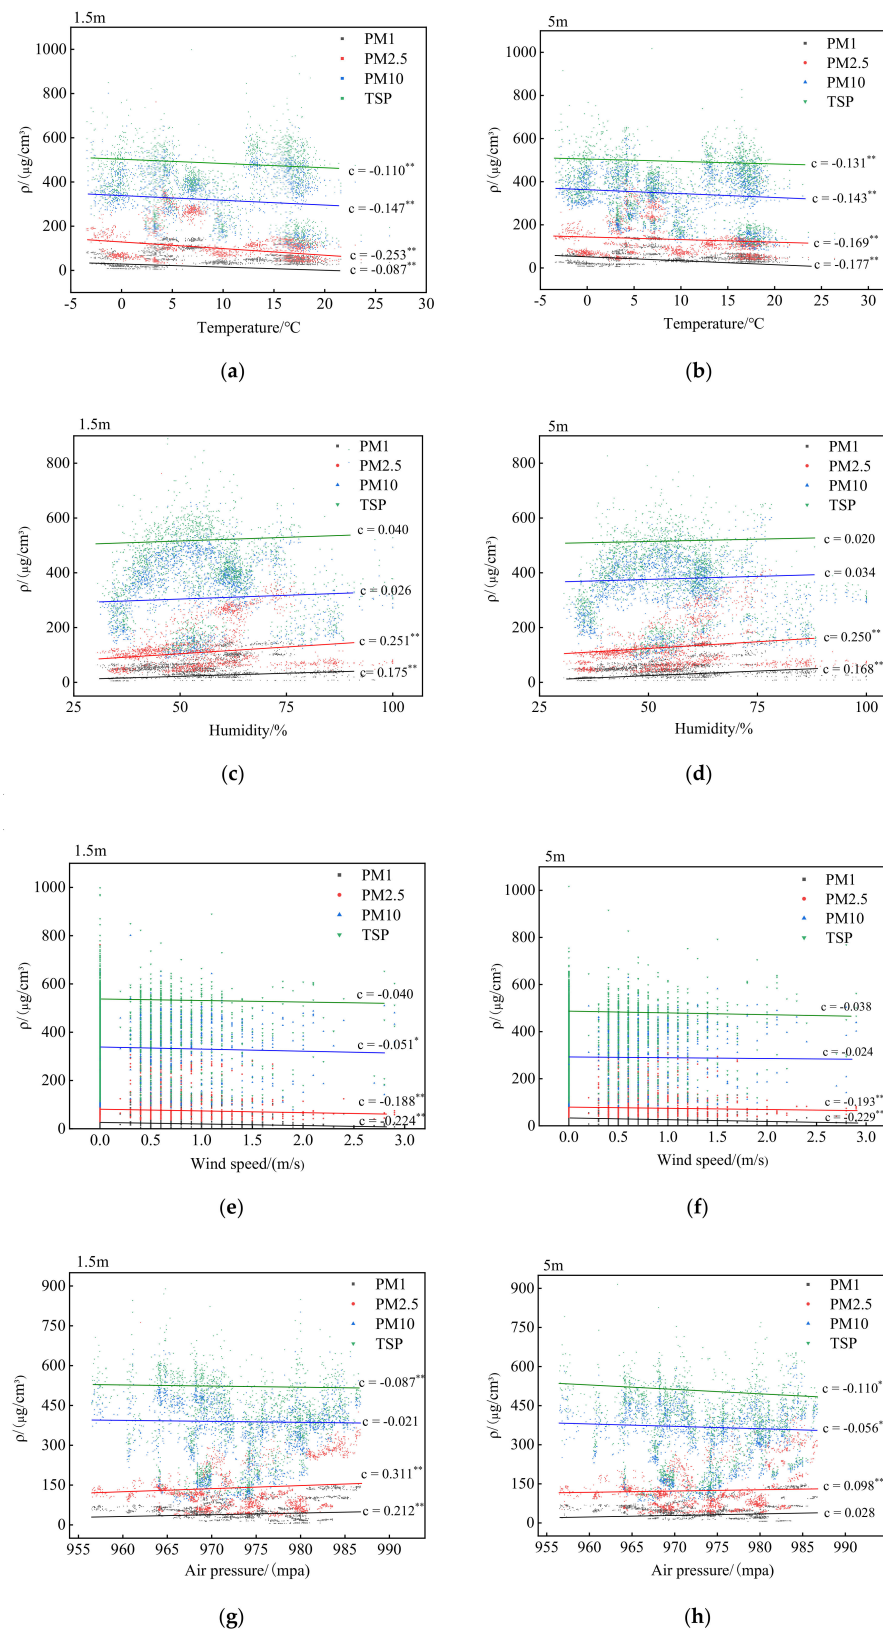 1.5m
PM1
PM2.5
PM10
TSP
1000
800
600
400
200
0
ρ/(μg/cm³)
c = -0.110**
c = -0.147**
c = -0.253**
c = -0.087**
-5 0 5 10 15 20 25 30
Temperature/°C
(a)
5m
PM1
PM2.5
PM10
TSP
1000
800
600
400
200
0
ρ/(μg/cm³)
c = -0.131**
c = -0.143**
c = -0.169**
c = -0.177**
-5 0 5 10 15 20 25 30
Temperature/°C
(b)
1.5m
PM1
PM2.5
PM10
TSP
800
600
400
200
0
ρ/(μg/cm³)
c = 0.040
c = 0.026
c = 0.251**
c = 0.175**
25 50 75 100
Humidity/%
(c)
5m
PM1
PM2.5
PM10
TSP
800
600
400
200
0
ρ/(μg/cm³)
c = 0.020
c = 0.034
c = 0.250**
c = 0.168**
25 50 75 100
Humidity/%
(d)
1.5m
PM1
PM2.5
PM10
TSP
1000
800
600
400
200
0
ρ/(μg/cm³)
c = -0.040
c = -0.051*
c = -0.188**
c = -0.224**
0.0 0.5 1.0 1.5 2.0 2.5 3.0
Wind speed/(m/s)
(e)
5m
PM1
PM2.5
PM10
TSP
1000
800
600
400
200
0
ρ/(μg/cm³)
c = -0.038
c = -0.024
c = -0.193**
c = -0.229**
0.0 0.5 1.0 1.5 2.0 2.5 3.0
Wind speed/(m/s)
(f)
1.5m
PM1
PM2.5
PM10
TSP
900
750
600
450
300
150
0
ρ/(μg/cm³)
c = -0.087**
c = -0.021
c = 0.311**
c = 0.212**
955 960 965 970 975 980 985 990
Air pressure/(mpa)
(g)
5m
PM1
PM2.5
PM10
TSP
900
750
600
450
300
150
0
ρ/(μg/cm³)
c = -0.110*
c = -0.056*
c = 0.098**
c = 0.028
955 960 965 970 975 980 985 990
Air pressure/(mpa)
(h)